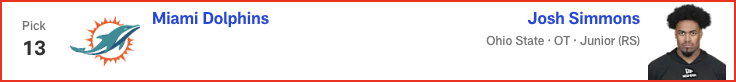 Pick
13
Miami Dolphins
Josh Simmons
Ohio State · OT · Junior (RS)